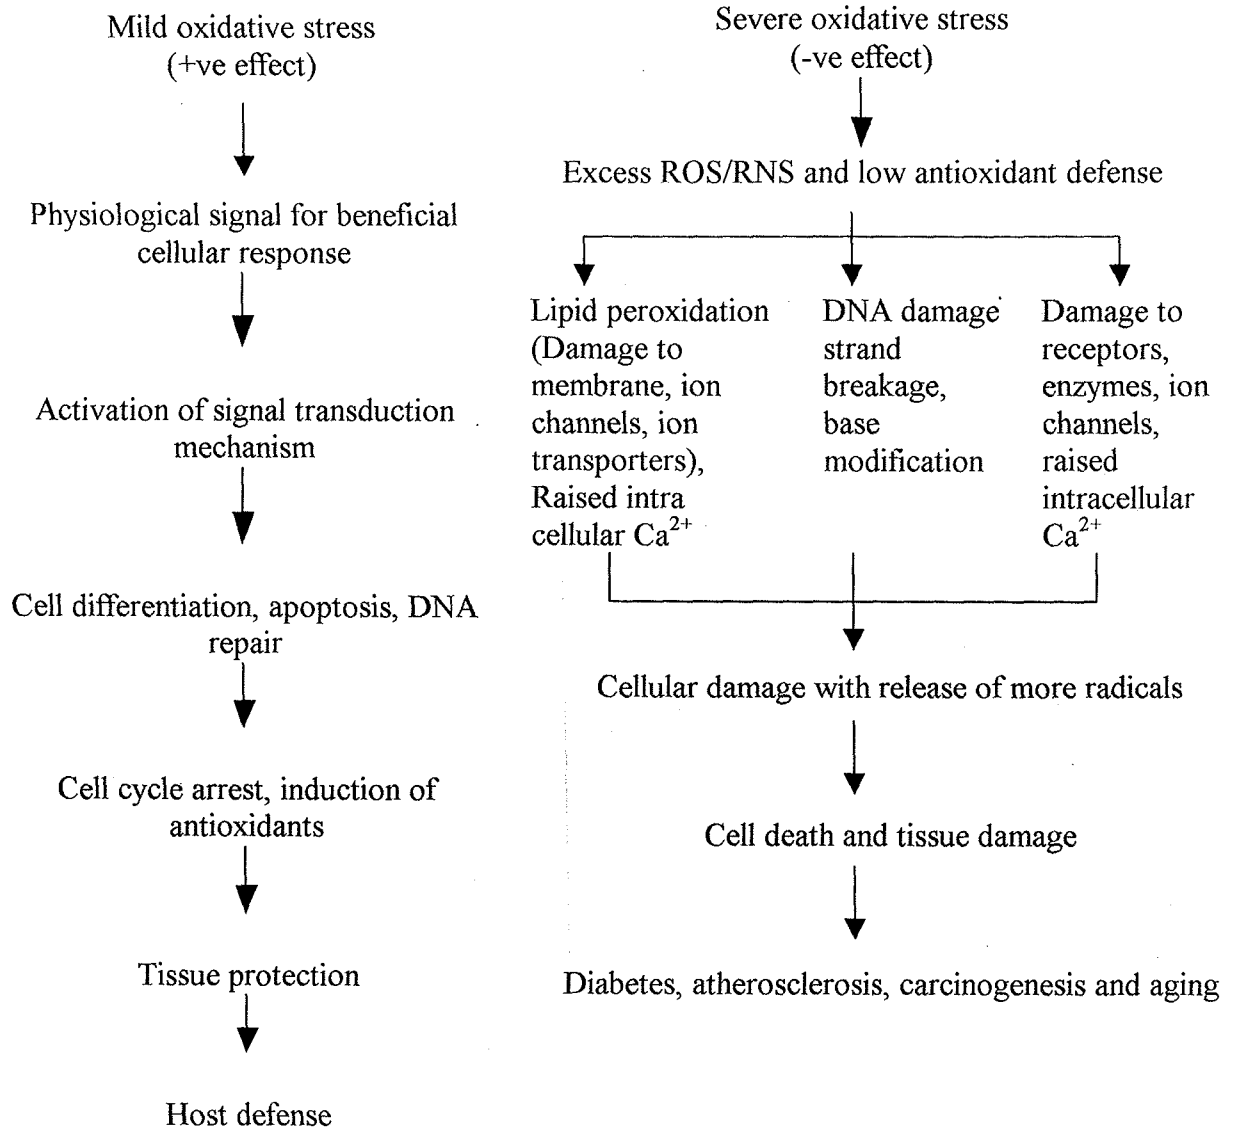 Mild oxidative stress
(+ve effect)
Physiological signal for beneficial
cellular response
Activation of signal transduction
mechanism
Cell differentiation, apoptosis, DNA
repair
Cell cycle arrest, induction of
antioxidants
Tissue protection
Host defense
Severe oxidative stress
(-ve effect)
Excess ROS/RNS and low antioxidant defense
Lipid peroxidation
(Damage to
membrane, ion
channels, ion
transporters),
Raised intra
cellular Ca²⁺
DNA damage
strand
breakage,
base
modification
Damage to
receptors,
enzymes, ion
channels,
raised
intracellular
Ca²⁺
Cellular damage with release of more radicals
Cell death and tissue damage
Diabetes, atherosclerosis, carcinogenesis and aging